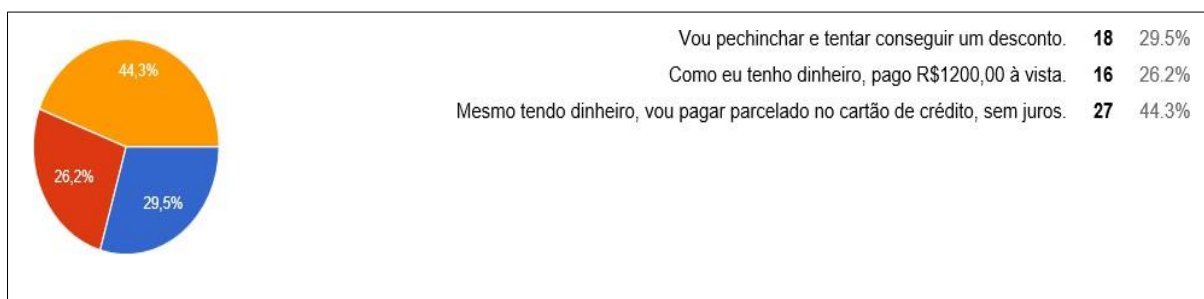 44,3%
26,2%
29,5%
Vou pechinchar e tentar conseguir um desconto. 18 29.5%
Como eu tenho dinheiro, pago R$1200,00 à vista. 16 26.2%
Mesmo tendo dinheiro, vou pagar parcelado no cartão de crédito, sem juros. 27 44.3%